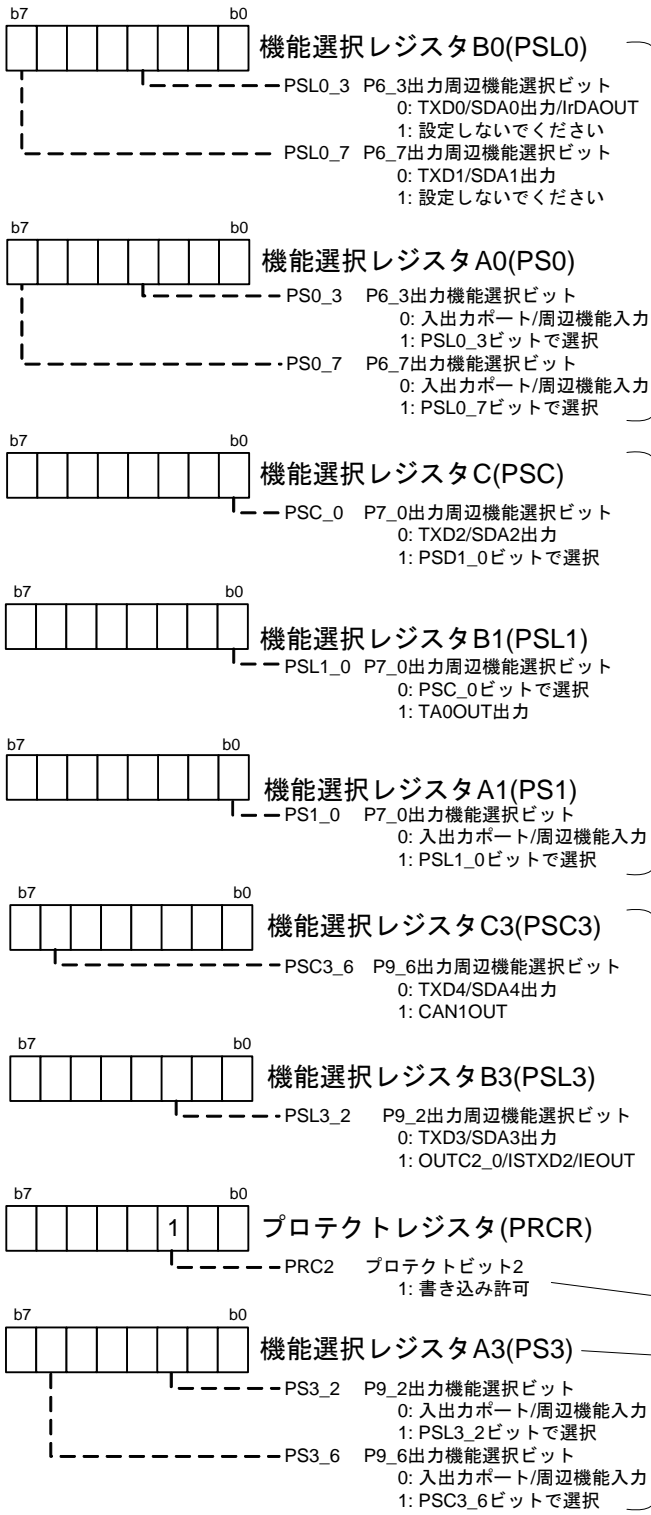 b7 b0
機能選択レジスタB0(PSL0)
PSL0_3 P6_3出力周辺機能選択ビット
0: TXD0/SDA0出力/IrDAOUT
1: 設定しないでください
PSL0_7 P6_7出力周辺機能選択ビット
0: TXD1/SDA1出力
1: 設定しないでください
b7 b0
機能選択レジスタA0(PS0)
PS0_3 P6_3出力機能選択ビット
0: 入出力ポート/周辺機能入力
1: PSL0_3ビットで選択
PS0_7 P6_7出力機能選択ビット
0: 入出力ポート/周辺機能入力
1: PSL0_7ビットで選択
b7 b0
機能選択レジスタC(PSC)
PSC_0 P7_0出力周辺機能選択ビット
0: TXD2/SDA2出力
1: PSD1_0ビットで選択
b7 b0
機能選択レジスタB1(PSL1)
PSL1_0 P7_0出力周辺機能選択ビット
0: PSC_0ビットで選択
1: TA0OUT出力
b7 b0
機能選択レジスタA1(PS1)
PS1_0 P7_0出力機能選択ビット
0: 入出力ポート/周辺機能入力
1: PSL1_0ビットで選択
b7 b0
機能選択レジスタC3(PSC3)
PSC3_6 P9_6出力周辺機能選択ビット
0: TXD4/SDA4出力
1: CAN1OUT
b7 b0
機能選択レジスタB3(PSL3)
PSL3_2 P9_2出力周辺機能選択ビット
0: TXD3/SDA3出力
1: OUTC2_0/ISTXD2/IEOUT
b7 b0
1 プロテクトレジスタ(PRCR)
PRC2 プロテクトビット2
1: 書き込み許可
b7 b0
機能選択レジスタA3(PS3)
PS3_2 P9_2出力機能選択ビット
0: 入出力ポート/周辺機能入力
1: PSL3_2ビットで選択
PS3_6 P9_6出力機能選択ビット
0: 入出力ポート/周辺機能入力
1: PSC3_6ビットで選択